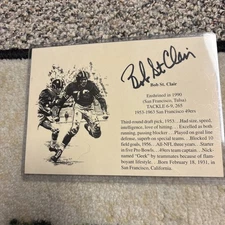 Bob St. Clair
Bob St. Clair
Enshrined in 1990
(San Francisco, Tulsa)
TACKLE 6-9, 265
1953-1963 San Francisco 49ers
Third round draft pick, 1953 . . . Had size, speed,
intelligence, love of hitting . . . Excelled as both
running, passing blocker . . . Played on goal line
defense, superb on special teams . . . Blocked 10
field goals, 1956 . . . All-NFL three years . . . Starter
in five Pro Bowls . . . 49ers team captain . . . Nick-
named "Geek" by teammates because of flam-
boyant lifestyle . . . Born February 18, 1931, in
San Francisco, California.